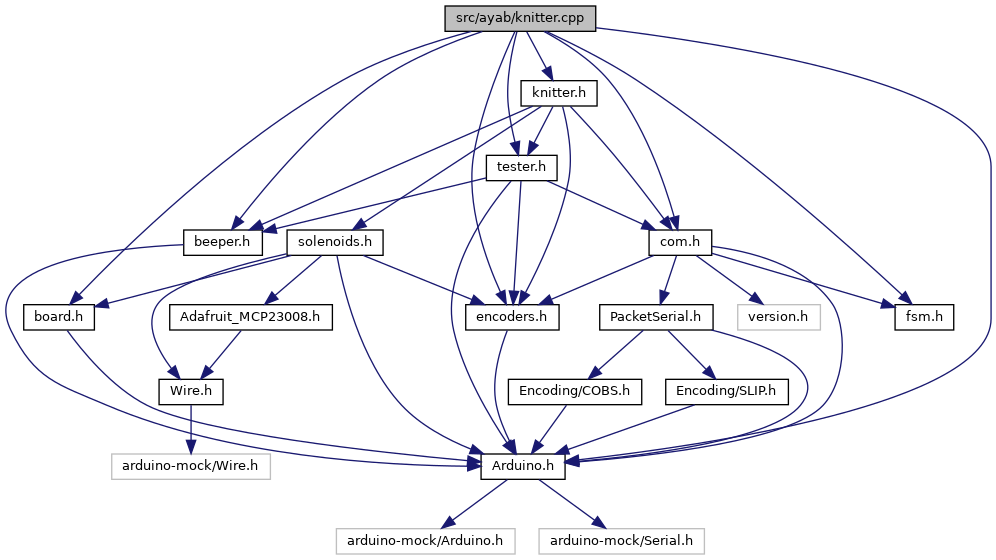 src/ayab/knitter.cpp
knitter.h
tester.h
beeper.h
solenoids.h
com.h
board.h
Adafruit_MCP23008.h
encoders.h
PacketSerial.h
version.h
fsm.h
Wire.h
Encoding/COBS.h
Encoding/SLIP.h
arduino-mock/Wire.h
Arduino.h
arduino-mock/Arduino.h
arduino-mock/Serial.h